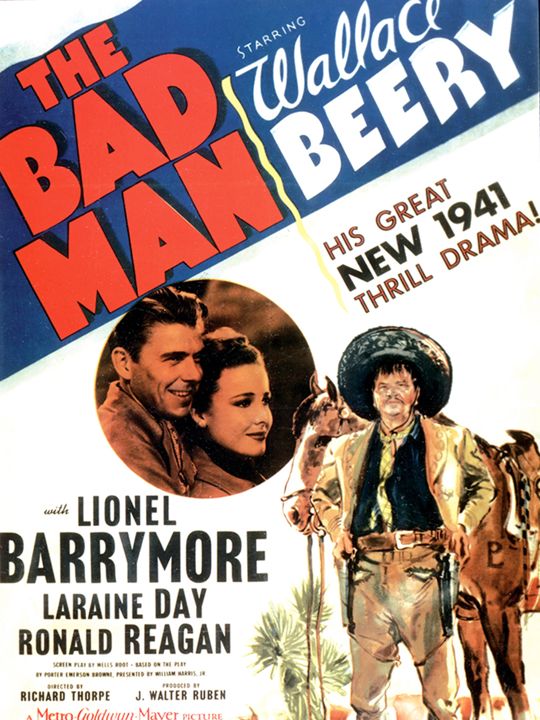 THE
BAD
MAN
STARRING
Wallace
BEERY
HIS GREAT
NEW 1941
THRILL DRAMA!
with LIONEL
BARRYMORE
LARAINE DAY
RONALD REAGAN
SCREEN PLAY BY WELLS ROOT - BASED ON THE PLAY
BY PORTER EMERSON BROWNE, PRESENTED BY WILLIAM HARRIS, JR
DIRECTED BY
RICHARD THORPE
PRODUCED BY
J. WALTER RUBEN
A Metro-Goldwyn-Mayer PICTURE
P